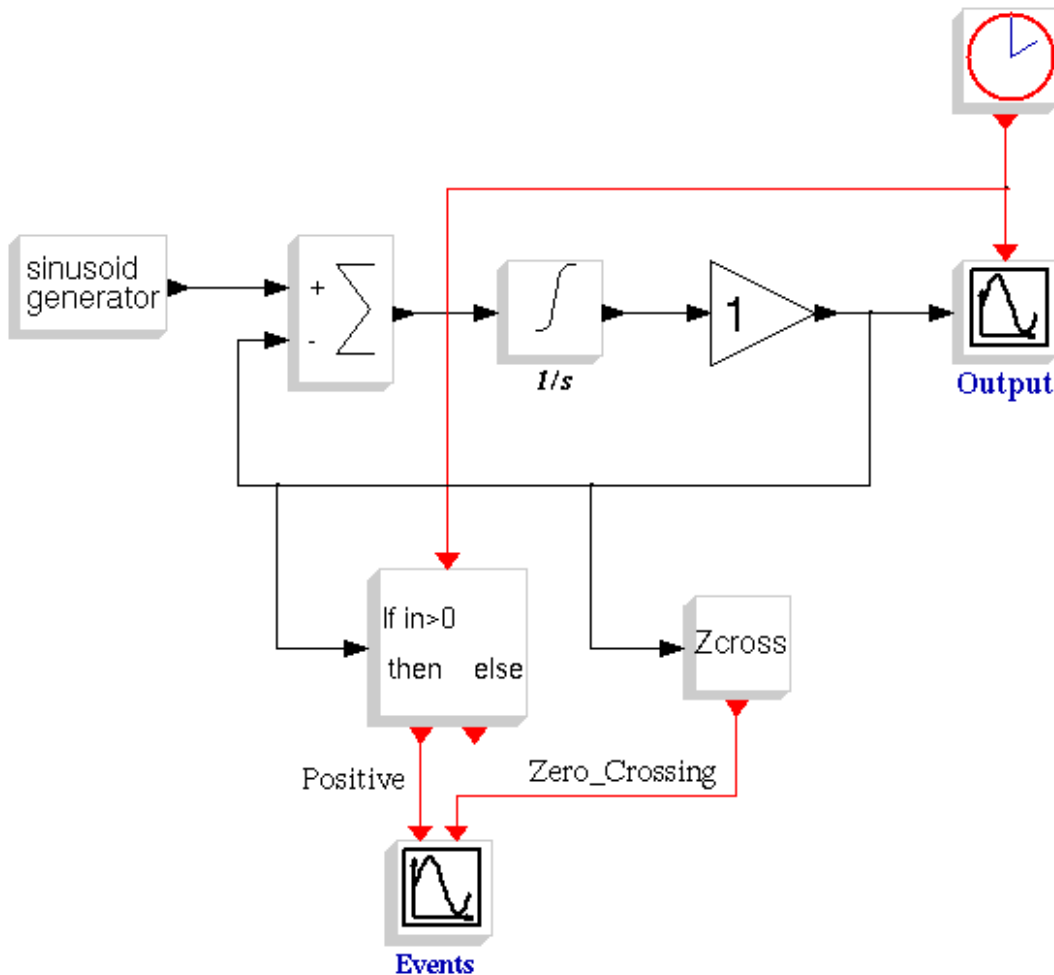 sinusoid
generator
+
-
1
1/s
Output
If in>0
then else
Zcross
Positive
Zero_Crossing
Events